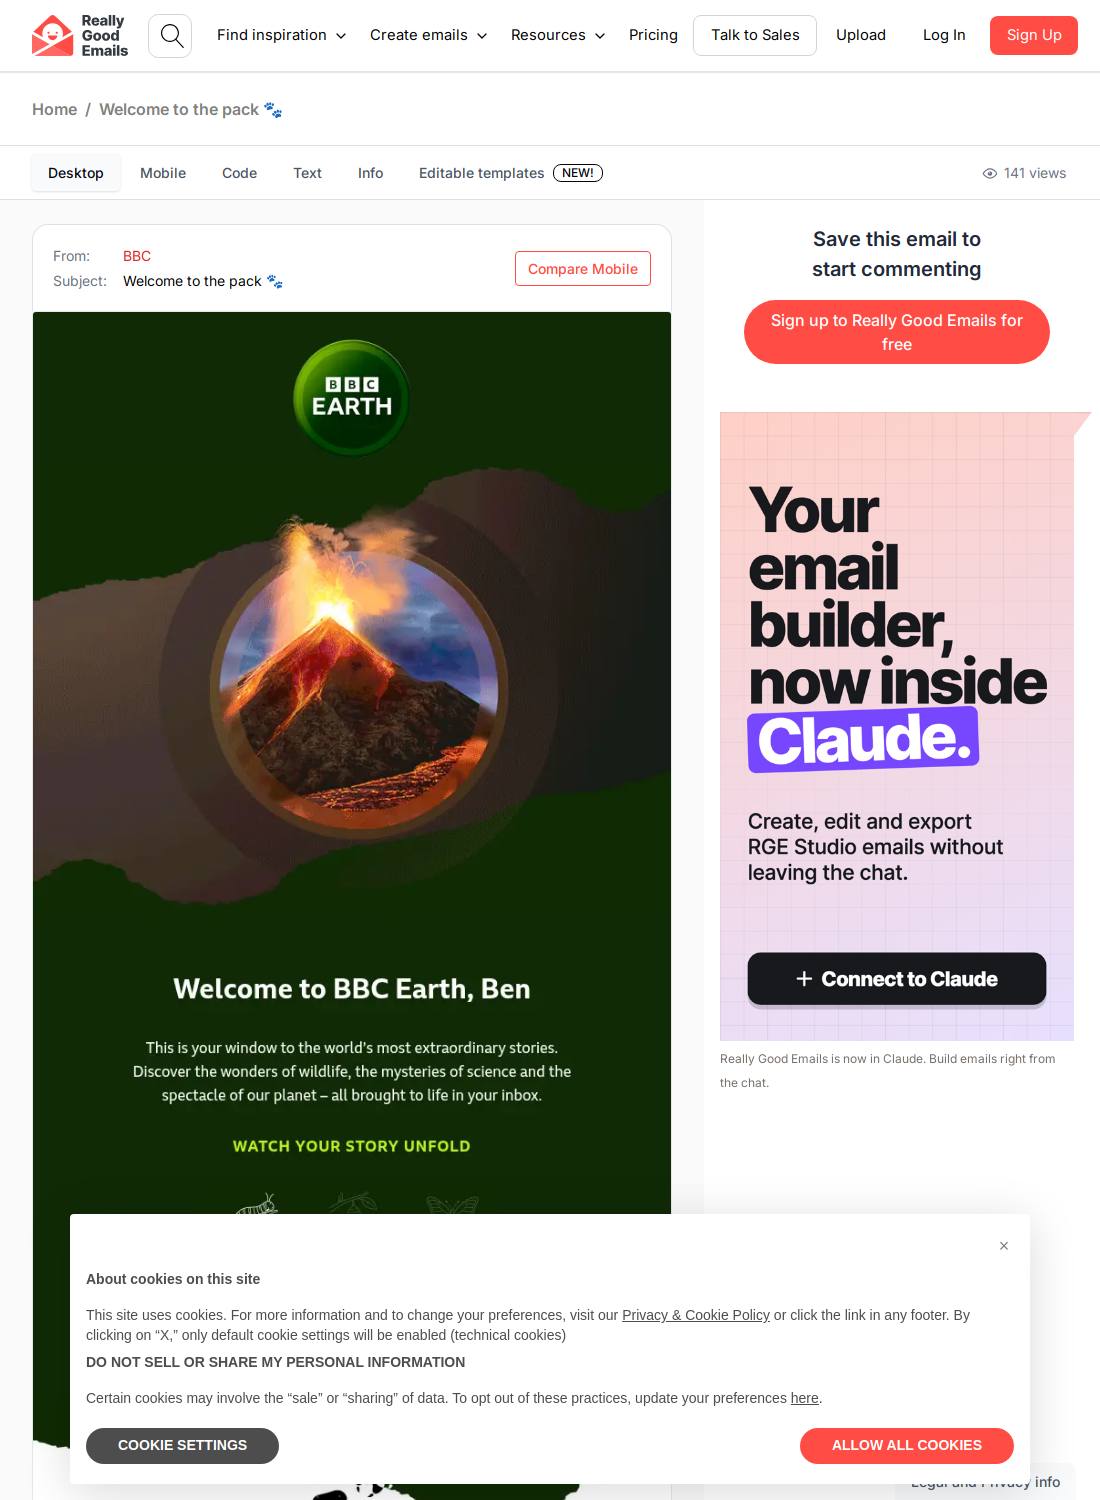 Really
Good
Emails
Find inspiration
Create emails
Resources
Pricing
Talk to Sales
Upload
Log In
Sign Up
Home / Welcome to the pack 🐾
Desktop
Mobile
Code
Text
Info
Editable templates NEW!
141 views
From: BBC
Subject: Welcome to the pack 🐾
Compare Mobile
BBC
EARTH
Welcome to BBC Earth, Ben
This is your window to the world's most extraordinary stories.
Discover the wonders of wildlife, the mysteries of science and the
spectacle of our planet – all brought to life in your inbox.
WATCH YOUR STORY UNFOLD
Save this email to
start commenting
Sign up to Really Good Emails for
free
Your
email
builder,
now inside
Claude.
Create, edit and export
RGE Studio emails without
leaving the chat.
+ Connect to Claude
Really Good Emails is now in Claude. Build emails right from
the chat.
×
About cookies on this site
This site uses cookies. For more information and to change your preferences, visit our Privacy & Cookie Policy or click the link in any footer. By
clicking on “X,” only default cookie settings will be enabled (technical cookies)
DO NOT SELL OR SHARE MY PERSONAL INFORMATION
Certain cookies may involve the “sale” or “sharing” of data. To opt out of these practices, update your preferences here.
COOKIE SETTINGS
ALLOW ALL COOKIES
Legal and Privacy info